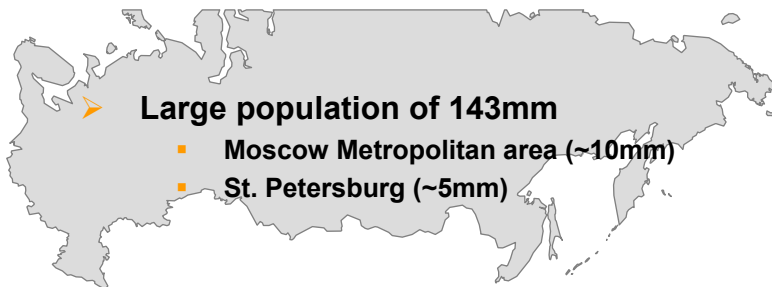 Large population of 143mm
Moscow Metropolitan area (~10mm)
St. Petersburg (~5mm)